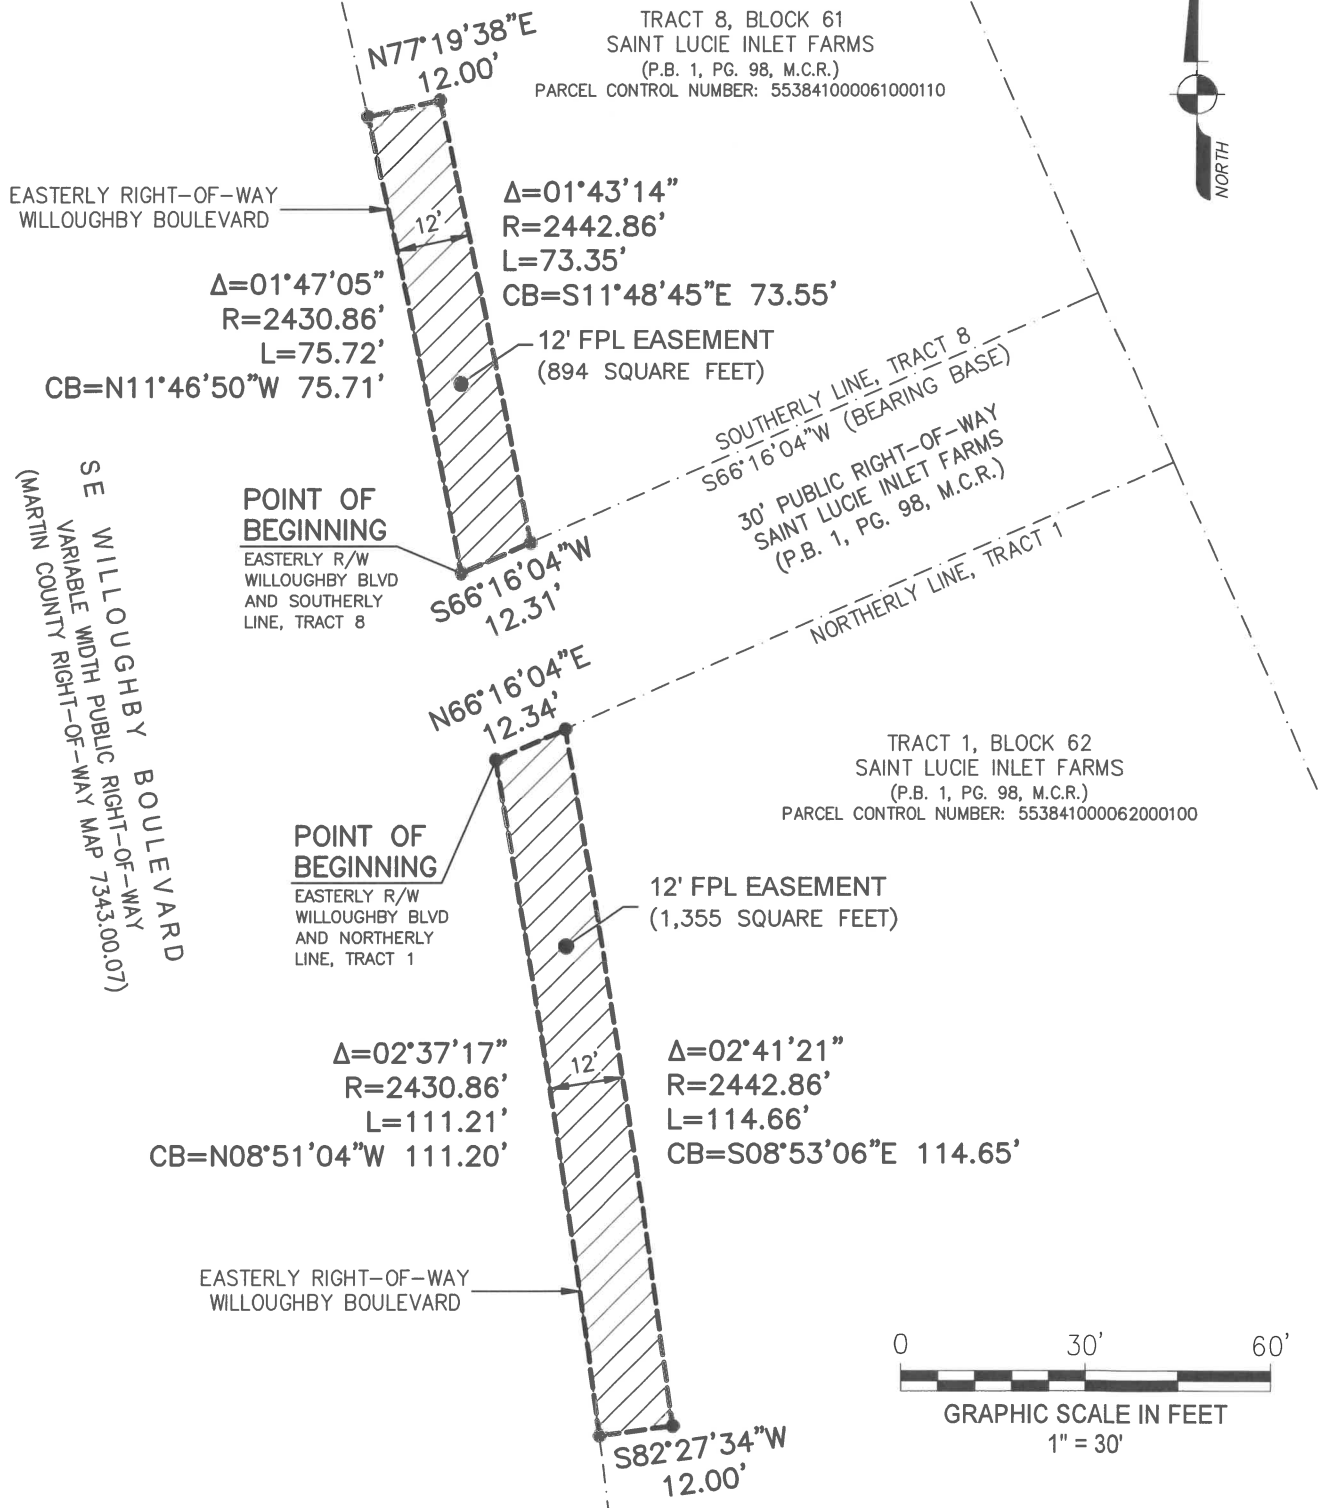 TRACT 8, BLOCK 61
SAINT LUCIE INLET FARMS
(P.B. 1, PG. 98, M.C.R.)
PARCEL CONTROL NUMBER: 553841000061000110
N77°19'38"E
12.00'
NORTH
EASTERLY RIGHT-OF-WAY
WILLOUGHBY BOULEVARD
12'
Δ=01°43'14"
R=2442.86'
L=73.35'
CB=S11°48'45"E 73.55'
Δ=01°47'05"
R=2430.86'
L=75.72'
CB=N11°46'50"W 75.71'
12' FPL EASEMENT
(894 SQUARE FEET)
SOUTHERLY LINE, TRACT 8
S66°16'04"W (BEARING BASE)
30' PUBLIC RIGHT-OF-WAY
SAINT LUCIE INLET FARMS
(P.B. 1, PG. 98, M.C.R.)
NORTHERLY LINE, TRACT 1
SE WILLOUGHBY BOULEVARD
VARIABLE WIDTH PUBLIC RIGHT-OF-WAY
(MARTIN COUNTY RIGHT-OF-WAY MAP 7343.00.07)
POINT OF
BEGINNING
EASTERLY R/W
WILLOUGHBY BLVD
AND SOUTHERLY
LINE, TRACT 8
S66°16'04"W
12.31'
N66°16'04"E
12.34'
TRACT 1, BLOCK 62
SAINT LUCIE INLET FARMS
(P.B. 1, PG. 98, M.C.R.)
PARCEL CONTROL NUMBER: 553841000062000100
POINT OF
BEGINNING
EASTERLY R/W
WILLOUGHBY BLVD
AND NORTHERLY
LINE, TRACT 1
12' FPL EASEMENT
(1,355 SQUARE FEET)
Δ=02°37'17"
R=2430.86'
L=111.21'
CB=N08°51'04"W 111.20'
12'
Δ=02°41'21"
R=2442.86'
L=114.66'
CB=S08°53'06"E 114.65'
EASTERLY RIGHT-OF-WAY
WILLOUGHBY BOULEVARD
S82°27'34"W
12.00'
0 30' 60'
GRAPHIC SCALE IN FEET
1" = 30'